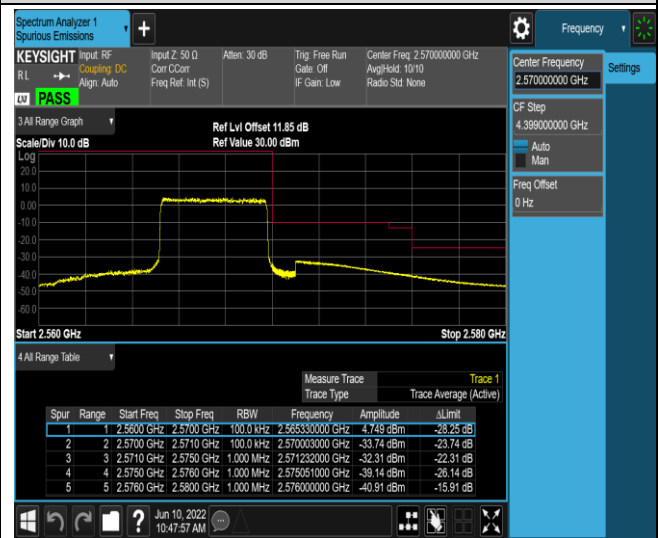 Spectrum Analyzer 1
Spurious Emissions
+
Frequency
KEYSIGHT
RL
Input: RF
Coupling: DC
Align: Auto
Input Z: 50 Ω
Corr CCorr
Freq Ref: Int (S)
Atten: 30 dB
Trig: Free Run
Gate: Off
IF Gain: Low
Center Freq: 2.570000000 GHz
Avg|Hold: 10/10
Radio Std: None
LXI PASS
Center Frequency
2.570000000 GHz
Settings
CF Step
4.399000000 GHz
Auto
Man
Freq Offset
0 Hz
3 All Range Graph
Scale/Div 10.0 dB
Ref Lvl Offset 11.85 dB
Ref Value 30.00 dBm
Log
20.0
10.0
0.00
-10.0
-20.0
-30.0
-40.0
-50.0
-60.0
Start 2.560 GHz
Stop 2.580 GHz
4 All Range Table
Measure Trace Trace 1
Trace Type Trace Average (Active)
Spur Range Start Freq Stop Freq RBW Frequency Amplitude ΔLimit
1 1 2.5600 GHz 2.5700 GHz 100.0 kHz 2.565330000 GHz 4.749 dBm -28.25 dB
2 2 2.5700 GHz 2.5710 GHz 100.0 kHz 2.570003000 GHz -33.74 dBm -23.74 dB
3 3 2.5710 GHz 2.5750 GHz 1.000 MHz 2.571232000 GHz -32.31 dBm -22.31 dB
4 4 2.5750 GHz 2.5760 GHz 1.000 MHz 2.575051000 GHz -39.14 dBm -26.14 dB
5 5 2.5760 GHz 2.5800 GHz 1.000 MHz 2.576000000 GHz -40.91 dBm -15.91 dB
?
Jun 10, 2022
10:47:57 AM